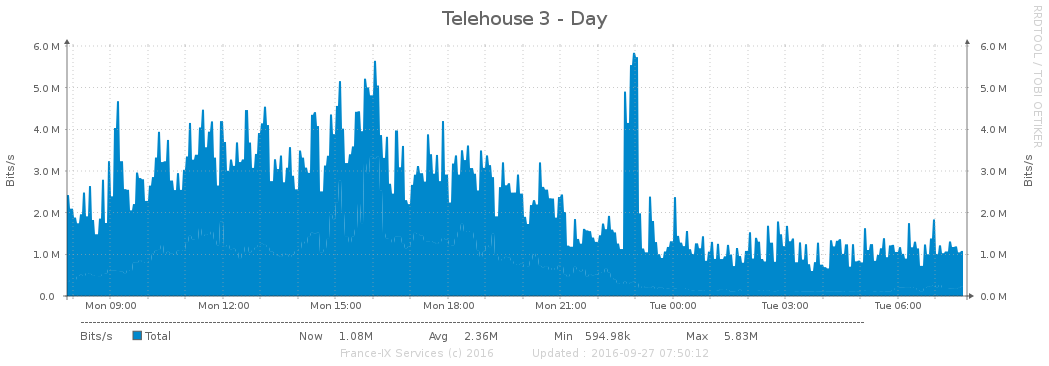 Telehouse 3 - Day
RRDTOOL / TOBI OETIKER
Bits/s
6.0 M
5.0 M
4.0 M
3.0 M
2.0 M
1.0 M
0.0
6.0 M
5.0 M
4.0 M
3.0 M
2.0 M
1.0 M
0.0 M
Bits/s
Mon 09:00 Mon 12:00 Mon 15:00 Mon 18:00 Mon 21:00 Tue 00:00 Tue 03:00 Tue 06:00
Bits/s Total Now 1.08M Avg 2.36M Min 594.98k Max 5.83M
France-IX Services (c) 2016 Updated : 2016-09-27 07:50:12